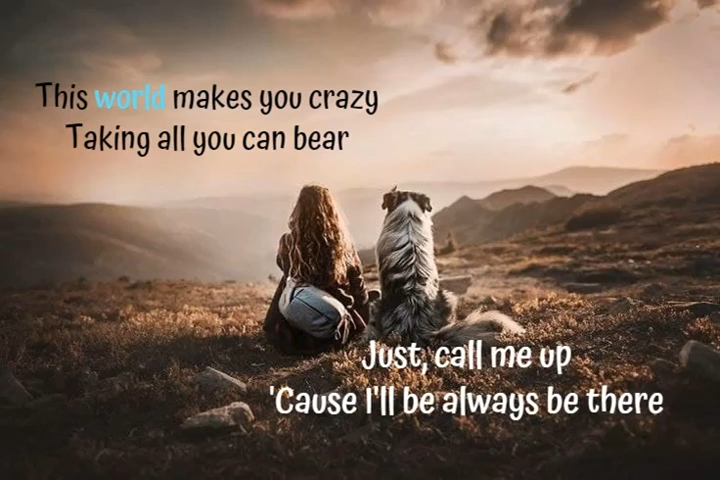 This world makes you crazy
Taking all you can bear
Just, call me up
'Cause I'll be always be there